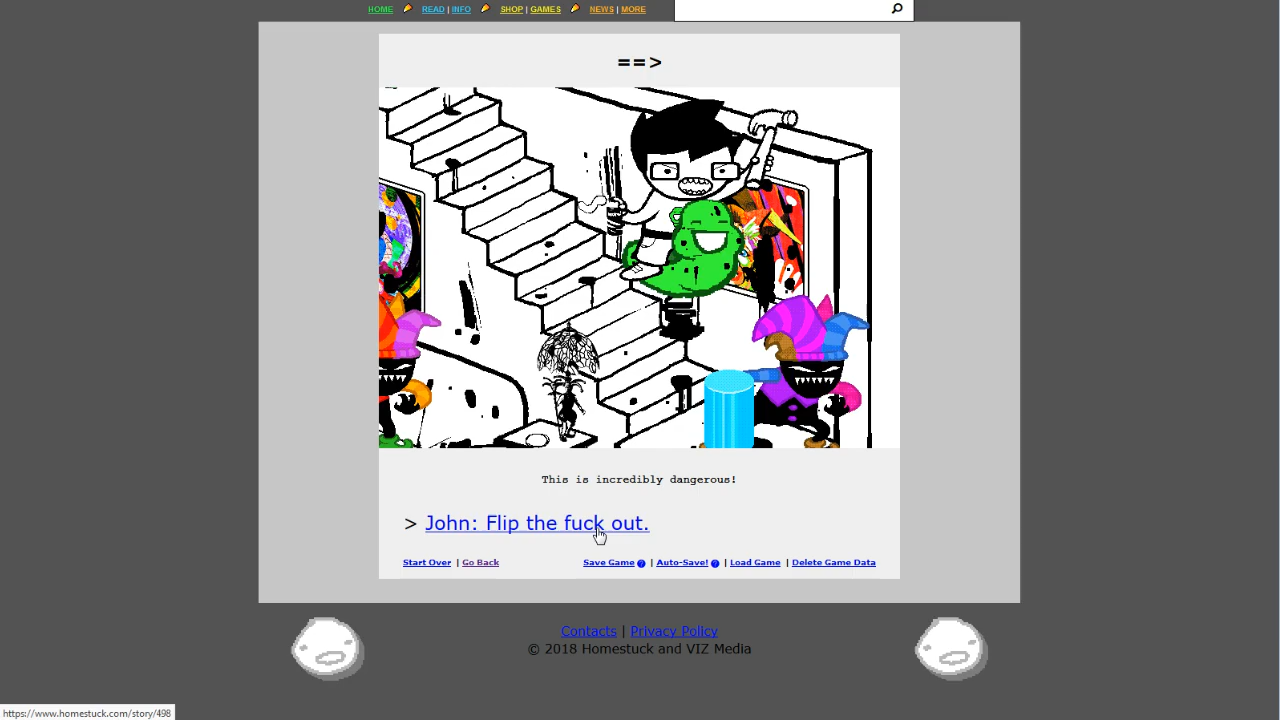 HOME READ | INFO SHOP | GAMES NEWS | MORE
==>
This is incredibly dangerous!
> John: Flip the fuck out.
Start Over | Go Back Save Game ? | Auto-Save! ? | Load Game | Delete Game Data
Contacts | Privacy Policy
© 2018 Homestuck and VIZ Media
https://www.homestuck.com/story/498